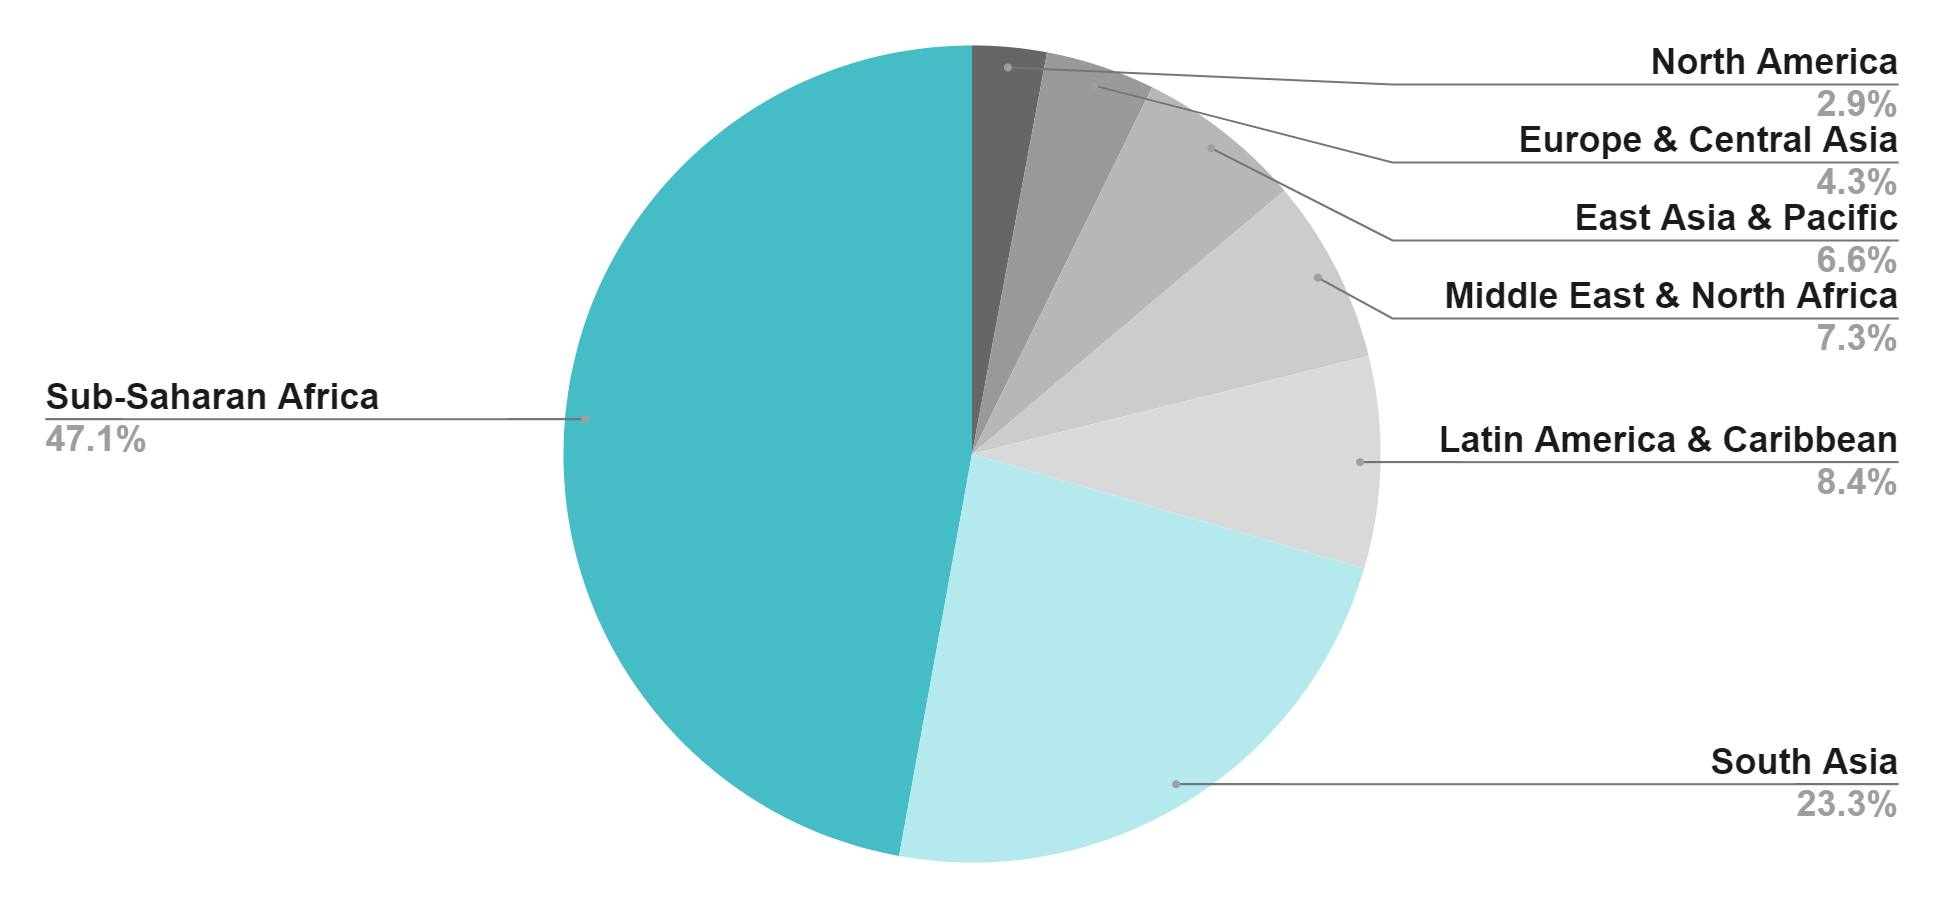 North America
2.9%
Europe & Central Asia
4.3%
East Asia & Pacific
6.6%
Middle East & North Africa
7.3%
Sub-Saharan Africa
47.1%
Latin America & Caribbean
8.4%
South Asia
23.3%